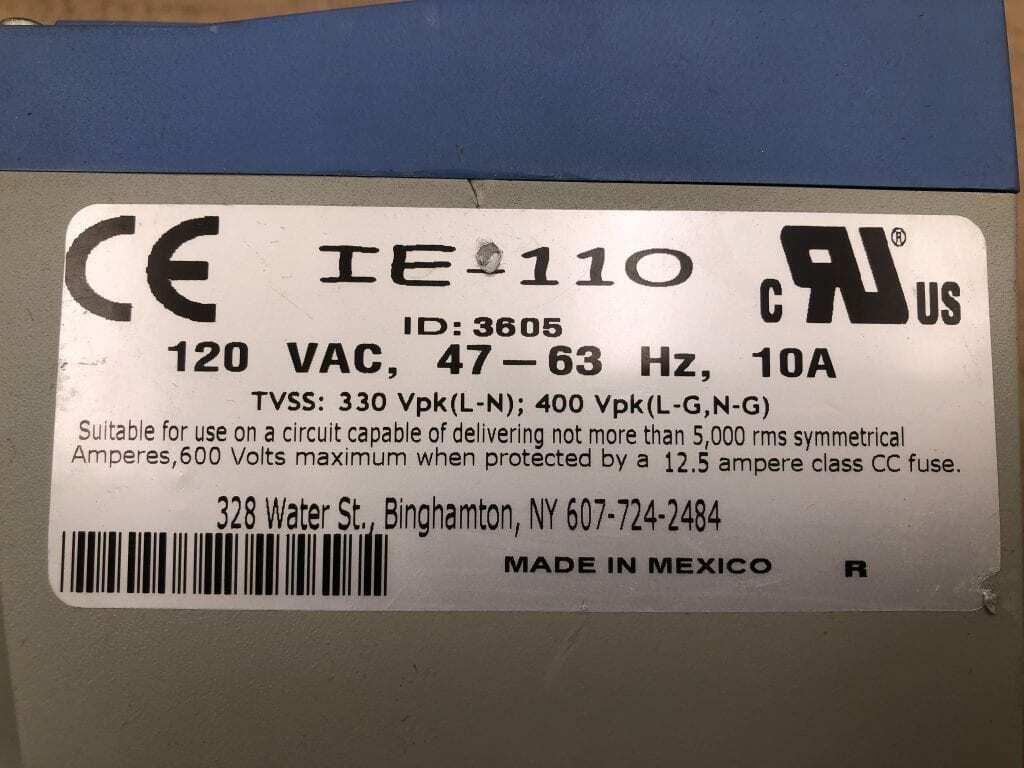 CE IE-110 c RU ® US
ID: 3605
120 VAC, 47-63 Hz, 10A
TVSS: 330 Vpk(L-N); 400 Vpk(L-G,N-G)
Suitable for use on a circuit capable of delivering not more than 5,000 rms symmetrical
Amperes,600 Volts maximum when protected by a 12.5 ampere class CC fuse.
328 Water St., Binghamton, NY 607-724-2484
MADE IN MEXICO R